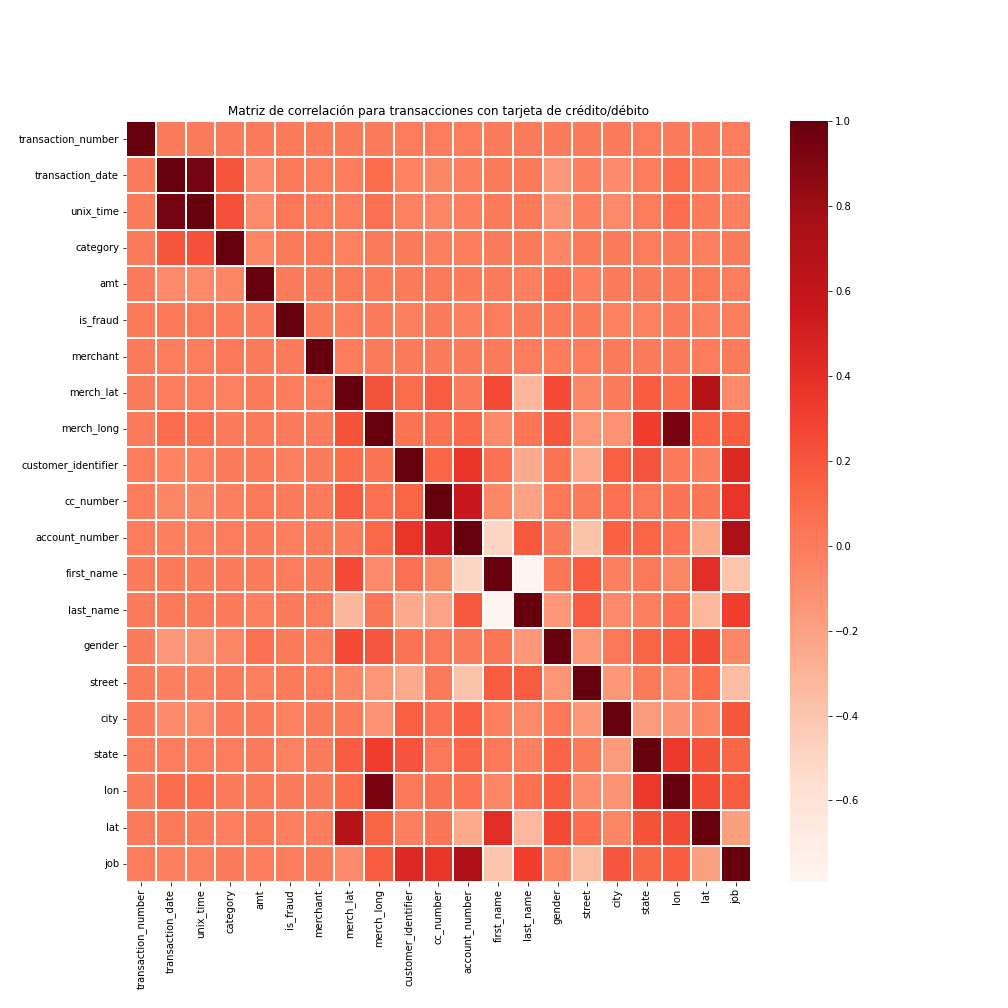 Matriz de correlación para transacciones con tarjeta de crédito/débito
transaction_number
transaction_date
unix_time
category
amt
is_fraud
merchant
merch_lat
merch_long
customer_identifier
cc_number
account_number
first_name
last_name
gender
street
city
state
lon
lat
job
transaction_number
transaction_date
unix_time
category
amt
is_fraud
merchant
merch_lat
merch_long
customer_identifier
cc_number
account_number
first_name
last_name
gender
street
city
state
lon
lat
job
1.0
0.8
0.6
0.4
0.2
0.0
−0.2
−0.4
−0.6